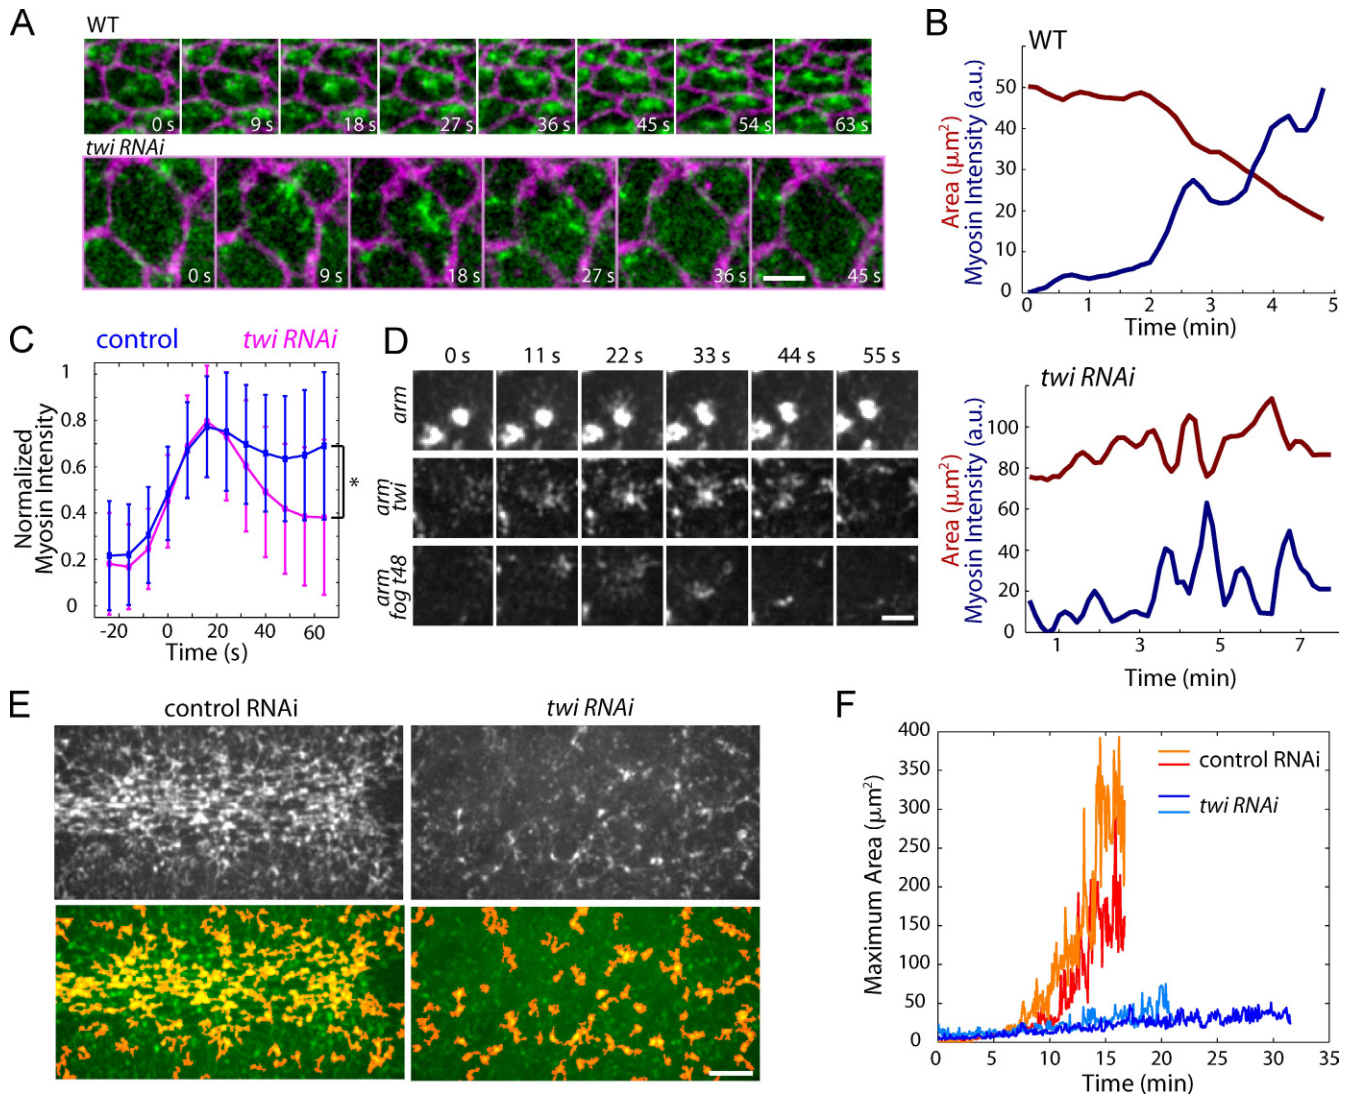 A
WT
0 s
9 s
18 s
27 s
36 s
45 s
54 s
63 s
twi RNAi
0 s
9 s
18 s
27 s
36 s
45 s
B
WT
50
40
30
20
10
0
Area (μm²)
Myosin Intensity (a.u.)
0 1 2 3 4 5
Time (min)
twi RNAi
100
80
60
40
20
0
Area (μm²)
Myosin Intensity (a.u.)
1 3 5 7
Time (min)
C
control
twi RNAi
1
0.8
0.6
0.4
0.2
0
Normalized
Myosin Intensity
*
-20 0 20 40 60
Time (s)
D
0 s 11 s 22 s 33 s 44 s 55 s
arm
arm
twi
arm
fog t48
E
control RNAi
twi RNAi
F
400
350
300
250
200
150
100
50
0
Maximum Area (μm²)
control RNAi
twi RNAi
0 5 10 15 20 25 30 35
Time (min)